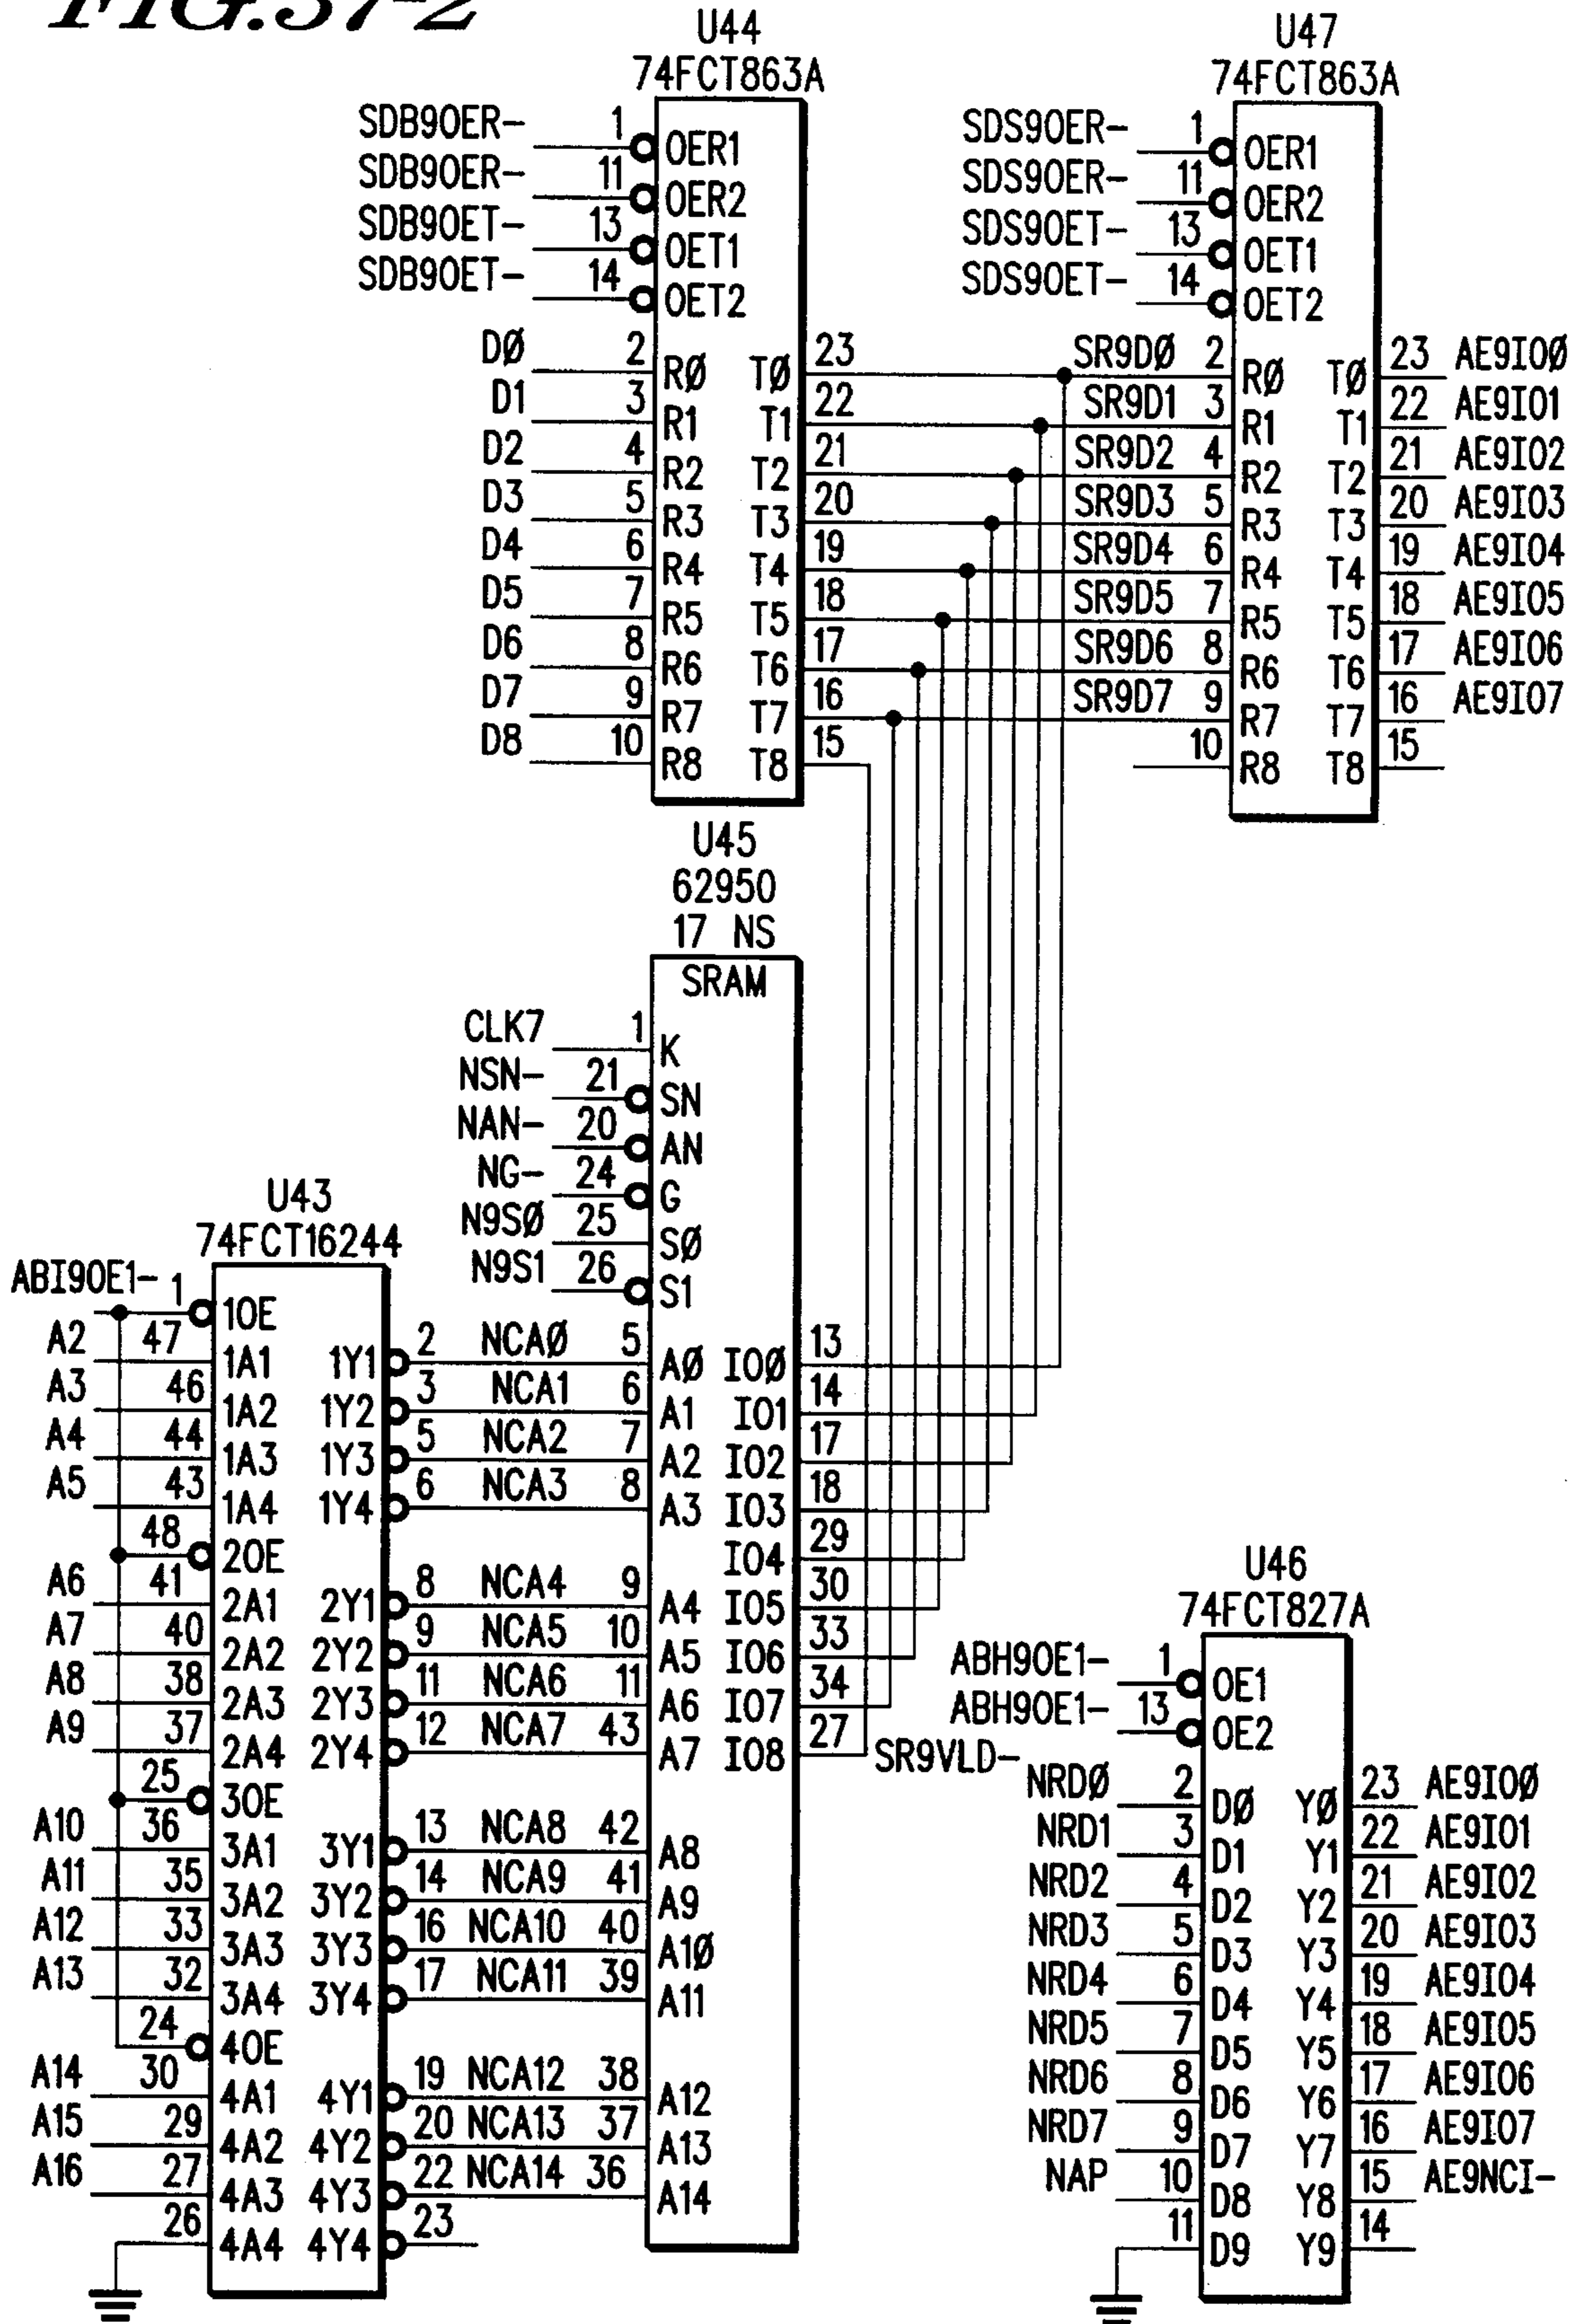 FIG.37-2
U44
74FCT863A
SDB9OER- 1 OER1
SDB9OER- 11 OER2
SDB9OET- 13 OET1
SDB9OET- 14 OET2
DØ 2 RØ TØ 23
D1 3 R1 T1 22
D2 4 R2 T2 21
D3 5 R3 T3 20
D4 6 R4 T4 19
D5 7 R5 T5 18
D6 8 R6 T6 17
D7 9 R7 T7 16
D8 10 R8 T8 15
U47
74FCT863A
SDS9OER- 1 OER1
SDS9OER- 11 OER2
SDS9OET- 13 OET1
SDS9OET- 14 OET2
SR9DØ 2 RØ TØ 23 AE9IOØ
SR9D1 3 R1 T1 22 AE9IO1
SR9D2 4 R2 T2 21 AE9IO2
SR9D3 5 R3 T3 20 AE9IO3
SR9D4 6 R4 T4 19 AE9IO4
SR9D5 7 R5 T5 18 AE9IO5
SR9D6 8 R6 T6 17 AE9IO6
SR9D7 9 R7 T7 16 AE9IO7
10 R8 T8 15
U45
62950
17 NS
SRAM
CLK7 1 K
NSN- 21 SN
NAN- 20 AN
NG- 24 G
N9SØ 25 SØ
N9S1 26 S1
NCAØ 5 AØ IOØ 13
NCA1 6 A1 IO1 14
NCA2 7 A2 IO2 17
NCA3 8 A3 IO3 18
IO4 29
NCA4 9 A4 IO5 30
NCA5 10 A5 IO6 33
NCA6 11 A6 IO7 34
NCA7 43 A7 IO8 27 SR9VLD-
NCA8 42 A8
NCA9 41 A9
NCA10 40 A1Ø
NCA11 39 A11
NCA12 38 A12
NCA13 37 A13
NCA14 36 A14
U43
74FCT16244
ABI9OE1- 1 1OE
A2 47 1A1 1Y1 2
A3 46 1A2 1Y2 3
A4 44 1A3 1Y3 5
A5 43 1A4 1Y4 6
48 2OE
A6 41 2A1 2Y1 8
A7 40 2A2 2Y2 9
A8 38 2A3 2Y3 11
A9 37 2A4 2Y4 12
25 3OE
A10 36 3A1 3Y1 13
A11 35 3A2 3Y2 14
A12 33 3A3 3Y3 16
A13 32 3A4 3Y4 17
24 4OE
A14 30 4A1 4Y1 19
A15 29 4A2 4Y2 20
A16 27 4A3 4Y3 22
26 4A4 4Y4 23
U46
74FCT827A
ABH9OE1- 1 OE1
ABH9OE1- 13 OE2
NRDØ 2 DØ YØ 23 AE9IOØ
NRD1 3 D1 Y1 22 AE9IO1
NRD2 4 D2 Y2 21 AE9IO2
NRD3 5 D3 Y3 20 AE9IO3
NRD4 6 D4 Y4 19 AE9IO4
NRD5 7 D5 Y5 18 AE9IO5
NRD6 8 D6 Y6 17 AE9IO6
NRD7 9 D7 Y7 16 AE9IO7
NAP 10 D8 Y8 15 AE9NCI-
11 D9 Y9 14